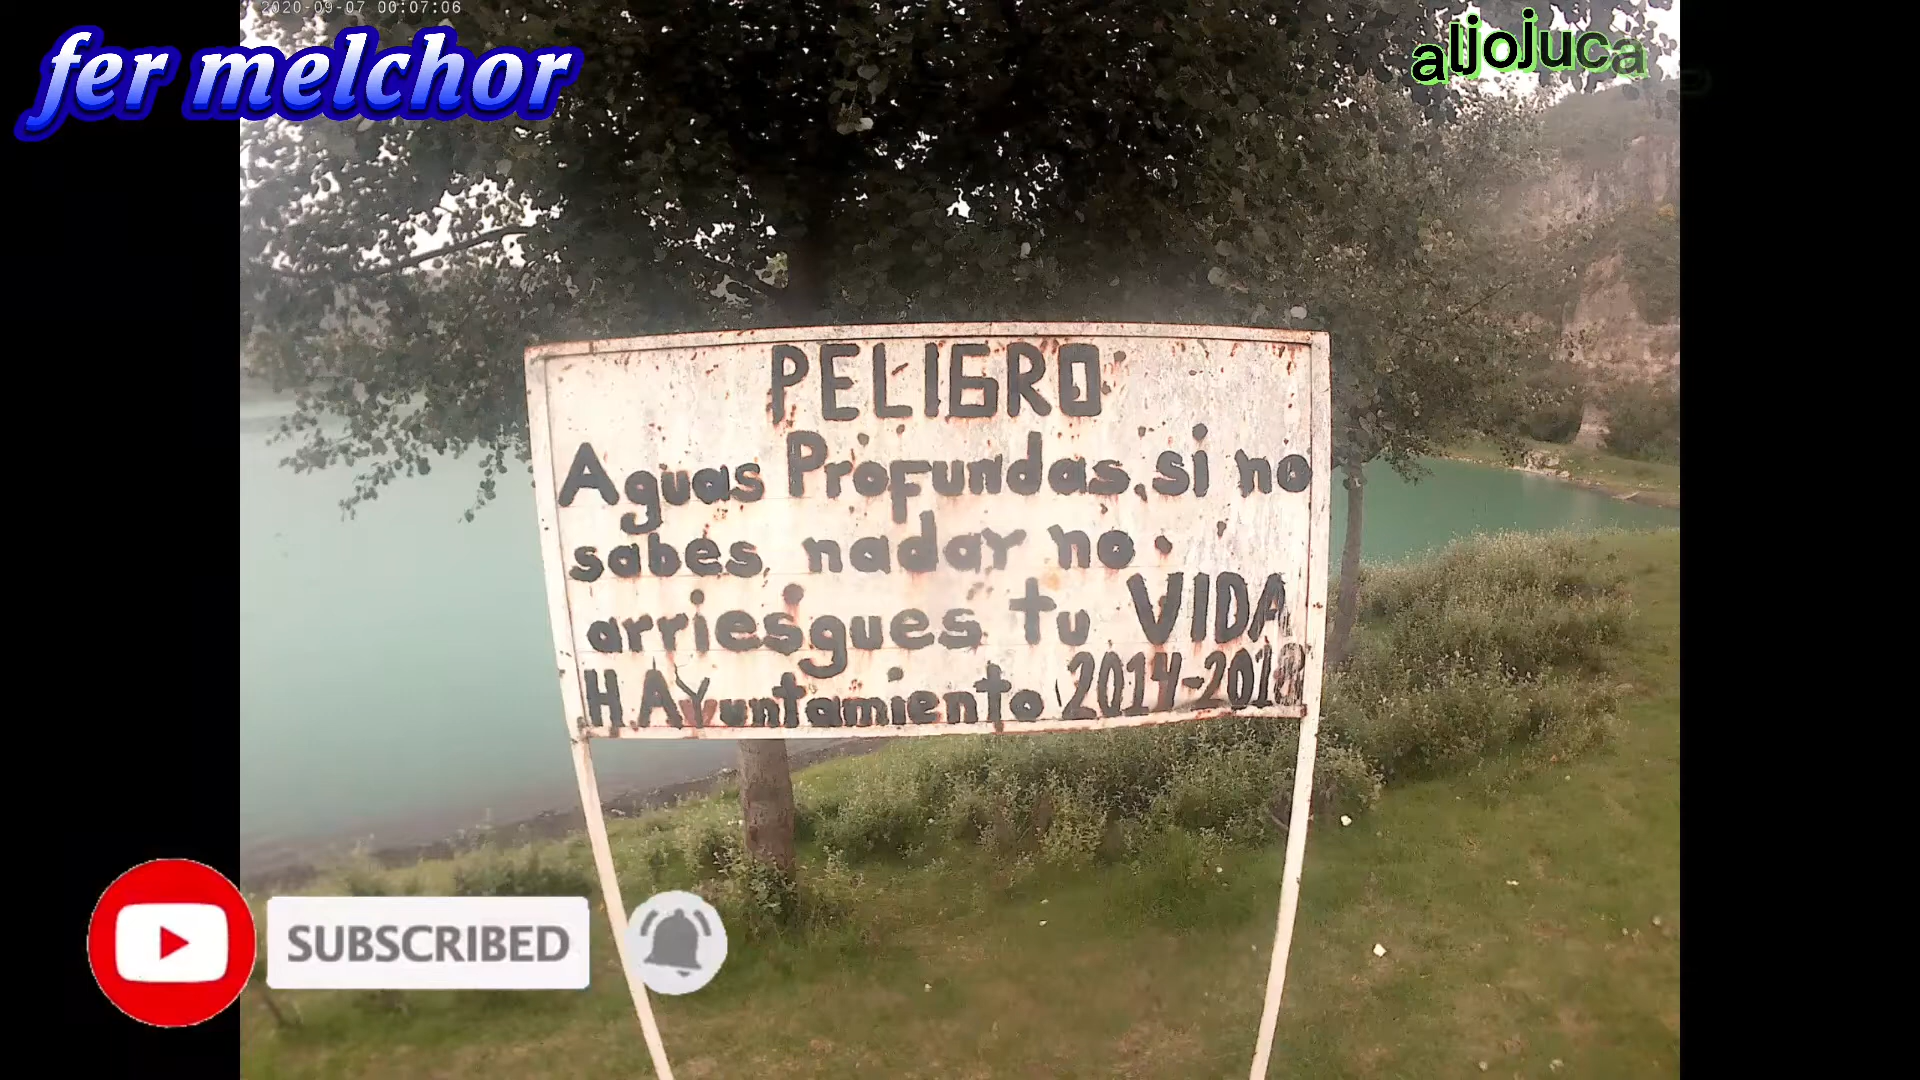 2020-09-07 00:07:06
fer melchor
aljojuca
PELIGRO
Aguas Profundas, si no
sabes nadar no
arriesgues tu VIDA
H. Ayuntamiento 2014-2018
SUBSCRIBED